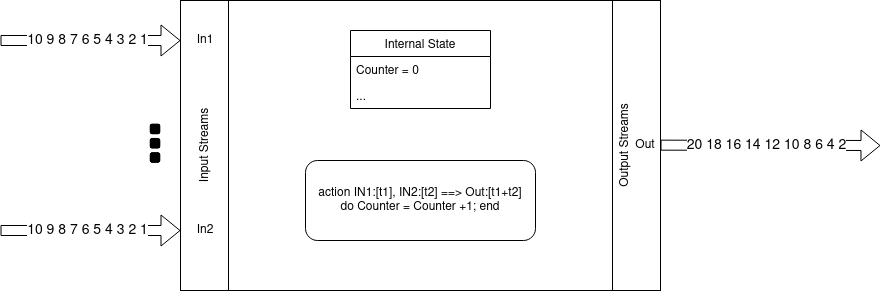 10 9 8 7 6 5 4 3 2 1
In1
Internal State
Counter = 0
...
Input Streams
Output Streams
Out
20 18 16 14 12 10 8 6 4 2
action IN1:[t1], IN2:[t2] ==> Out:[t1+t2]
do Counter = Counter +1; end
10 9 8 7 6 5 4 3 2 1
In2